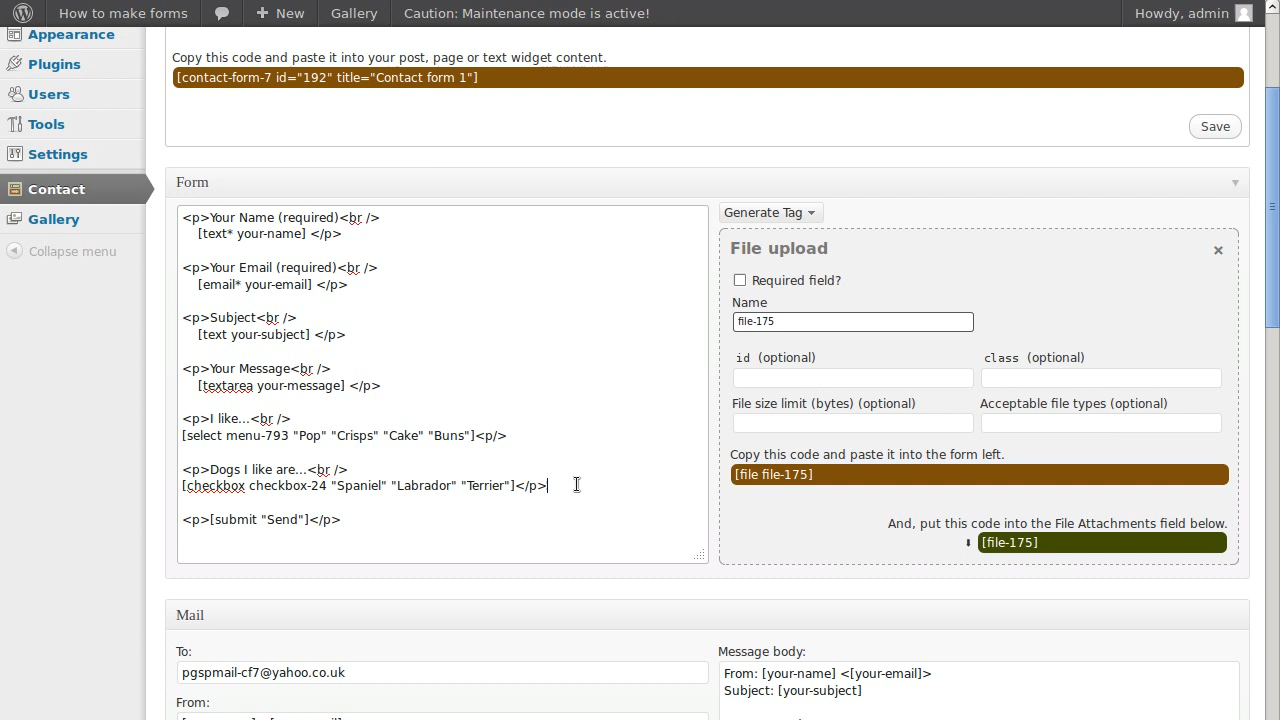 How to make forms
New
Gallery
Caution: Maintenance mode is active!
Howdy, admin
Appearance
Plugins
Users
Tools
Settings
Contact
Gallery
Collapse menu
Copy this code and paste it into your post, page or text widget content.
[contact-form-7 id="192" title="Contact form 1"]
Save
Form
<p>Your Name (required)<br />
[text* your-name] </p>
<p>Your Email (required)<br />
[email* your-email] </p>
<p>Subject<br />
[text your-subject] </p>
<p>Your Message<br />
[textarea your-message] </p>
<p>I like...<br />
[select menu-793 "Pop" "Crisps" "Cake" "Buns"]<p/>
<p>Dogs I like are...<br />
[checkbox checkbox-24 "Spaniel" "Labrador" "Terrier"]</p>
<p>[submit "Send"]</p>
Generate Tag
File upload
Required field?
Name
file-175
id (optional)
class (optional)
File size limit (bytes) (optional)
Acceptable file types (optional)
Copy this code and paste it into the form left.
[file file-175]
And, put this code into the File Attachments field below.
[file-175]
Mail
To:
pgspmail-cf7@yahoo.co.uk
From:
Message body:
From: [your-name] <[your-email]>
Subject: [your-subject]